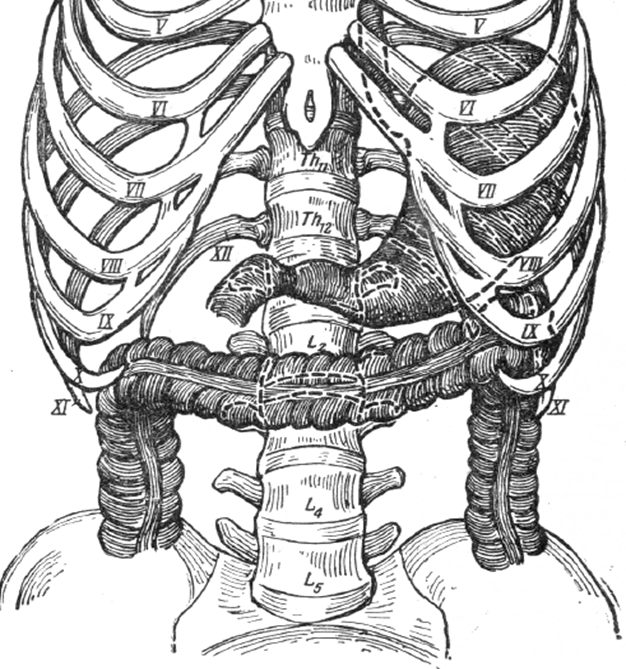 V V
VI VI
Th₁₁
VII VII
Th₁₂
XII
VIII VIII
IX IX
L₂
X X
XI XI
L₄
L₅